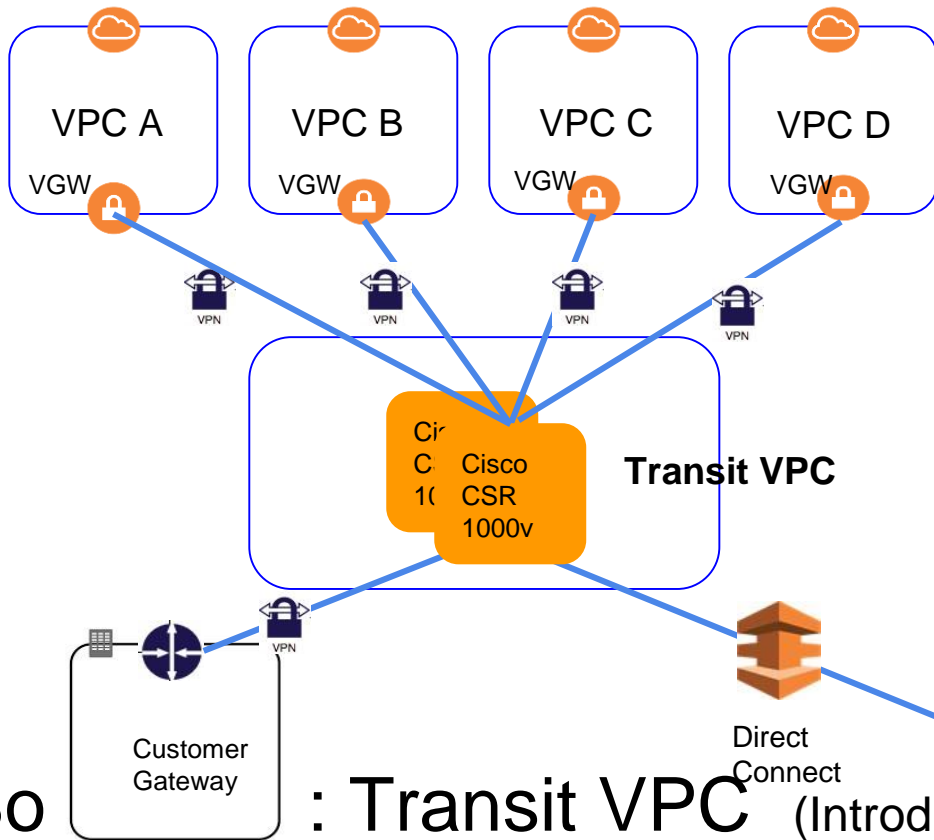 VPC A
VPC B
VPC C
VPC D
VGW
VGW
VGW
VGW
VPN
VPN
VPN
VPN
Cisco
CSR
1000v
Transit VPC
VPN
Customer
Gateway
Direct
Connect
: Transit VPC (Introd